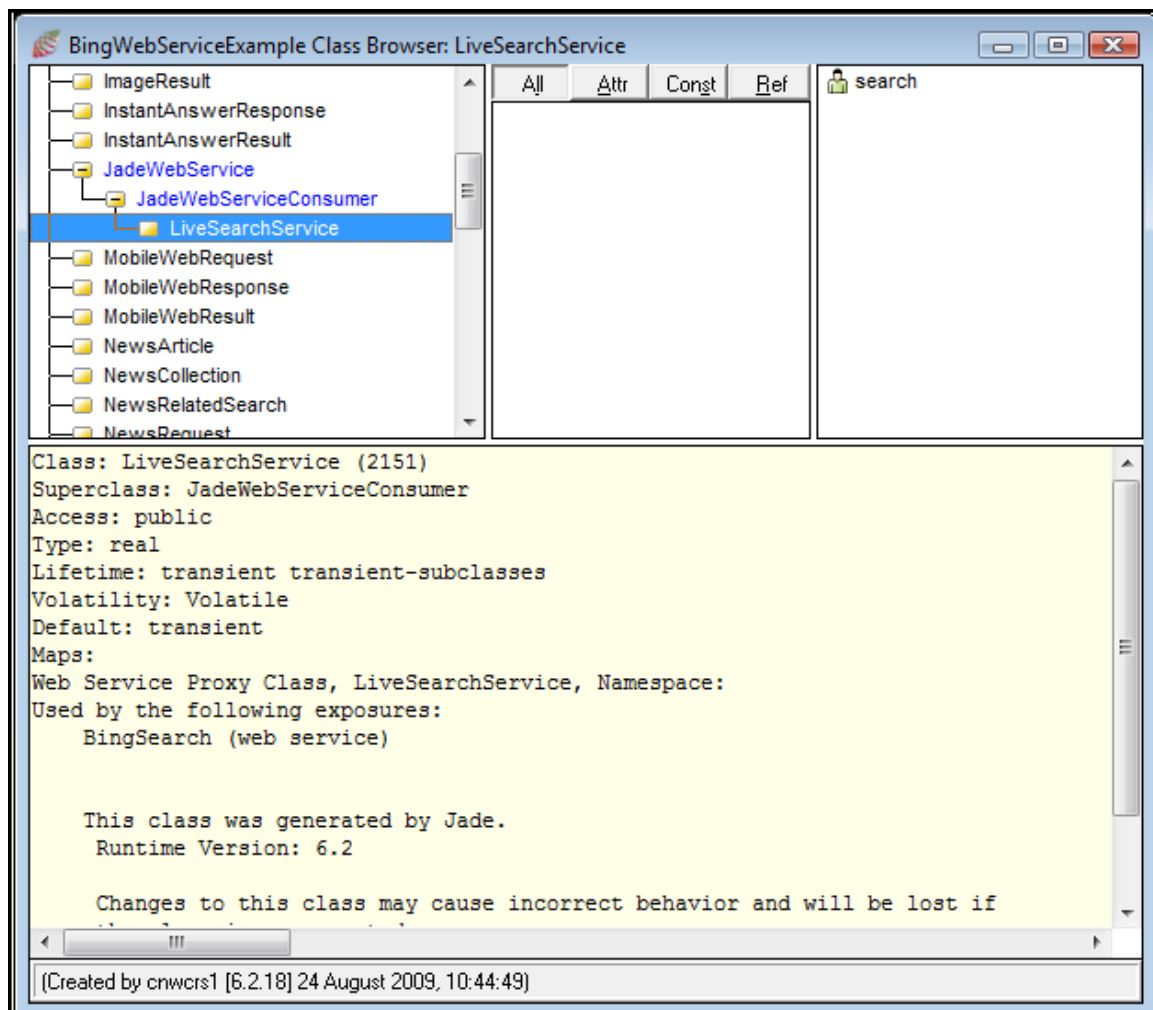 BingWebServiceExample Class Browser: LiveSearchService
ImageResult
InstantAnswerResponse
InstantAnswerResult
JadeWebService
JadeWebServiceConsumer
LiveSearchService
MobileWebRequest
MobileWebResponse
MobileWebResult
NewsArticle
NewsCollection
NewsRelatedSearch
NewsRequest
All Attr Const Ref
search
Class: LiveSearchService (2151)
Superclass: JadeWebServiceConsumer
Access: public
Type: real
Lifetime: transient transient-subclasses
Volatility: Volatile
Default: transient
Maps:
Web Service Proxy Class, LiveSearchService, Namespace:
Used by the following exposures:
BingSearch (web service)
This class was generated by Jade.
Runtime Version: 6.2
Changes to this class may cause incorrect behavior and will be lost if
(Created by cnwcrs1 [6.2.18] 24 August 2009, 10:44:49)